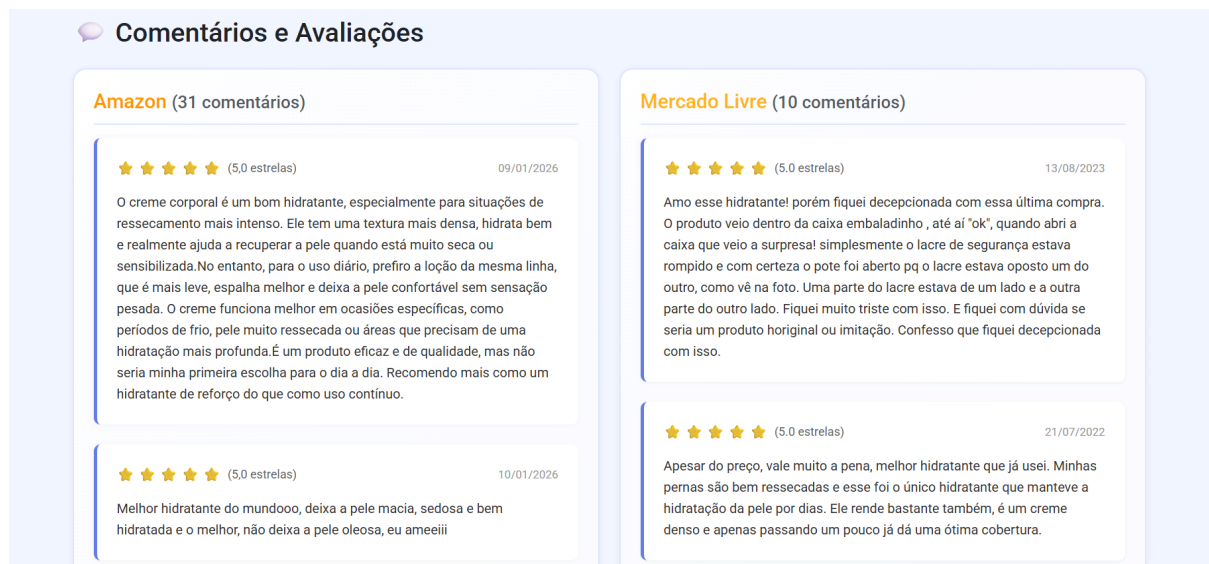 Comentários e Avaliações
Amazon (31 comentários)
(5,0 estrelas)
09/01/2026
O creme corporal é um bom hidratante, especialmente para situações de
ressecamento mais intenso. Ele tem uma textura mais densa, hidrata bem
e realmente ajuda a recuperar a pele quando está muito seca ou
sensibilizada.No entanto, para o uso diário, prefiro a loção da mesma linha,
que é mais leve, espalha melhor e deixa a pele confortável sem sensação
pesada. O creme funciona melhor em ocasiões específicas, como
períodos de frio, pele muito ressecada ou áreas que precisam de uma
hidratação mais profunda.É um produto eficaz e de qualidade, mas não
seria minha primeira escolha para o dia a dia. Recomendo mais como um
hidratante de reforço do que como uso contínuo.
(5,0 estrelas)
10/01/2026
Melhor hidratante do mundooo, deixa a pele macia, sedosa e bem
hidratada e o melhor, não deixa a pele oleosa, eu ameeiii
Mercado Livre (10 comentários)
(5.0 estrelas)
13/08/2023
Amo esse hidratante! porém fiquei decepcionada com essa última compra.
O produto veio dentro da caixa embaladinho , até aí "ok", quando abri a
caixa que veio a surpresa! simplesmente o lacre de segurança estava
rompido e com certeza o pote foi aberto pq o lacre estava oposto um do
outro, como vê na foto. Uma parte do lacre estava de um lado e a outra
parte do outro lado. Fiquei muito triste com isso. E fiquei com dúvida se
seria um produto horiginal ou imitação. Confesso que fiquei decepcionada
com isso.
(5.0 estrelas)
21/07/2022
Apesar do preço, vale muito a pena, melhor hidratante que já usei. Minhas
pernas são bem ressecadas e esse foi o único hidratante que manteve a
hidratação da pele por dias. Ele rende bastante também, é um creme
denso e apenas passando um pouco já dá uma ótima cobertura.